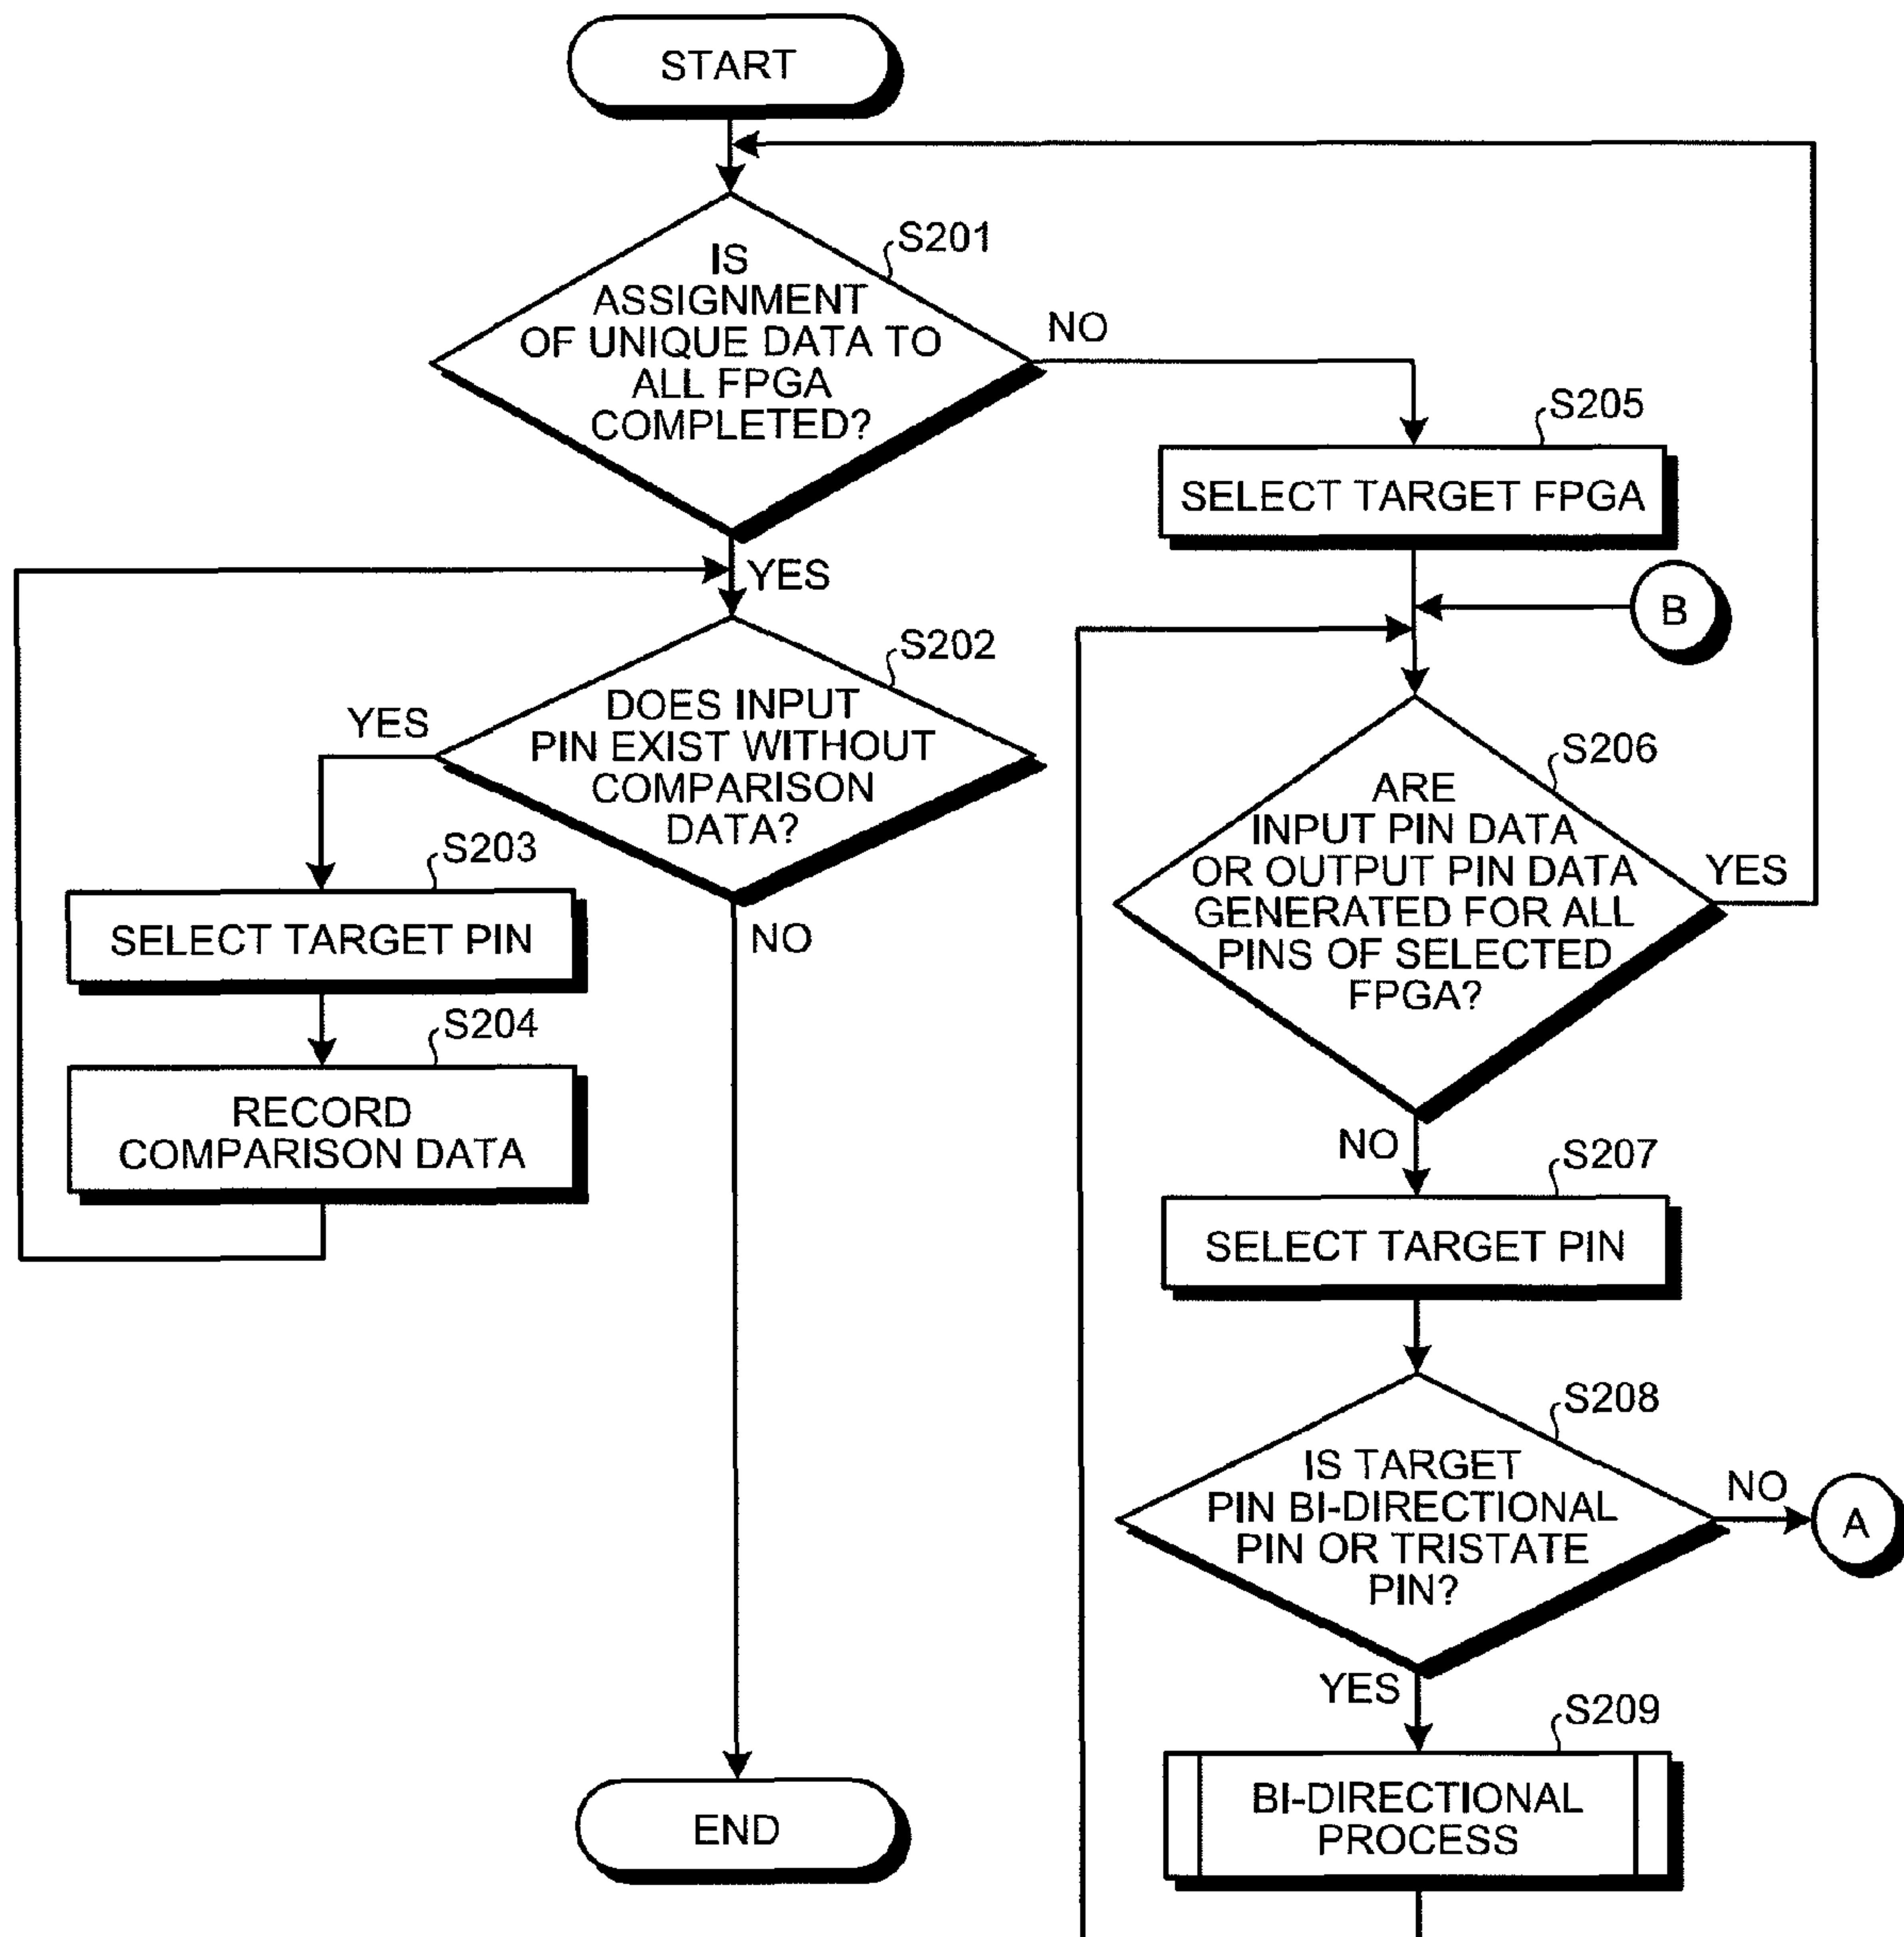 START
S201
IS
ASSIGNMENT
OF UNIQUE DATA TO
ALL FPGA
COMPLETED?
NO
YES
S202
DOES INPUT
PIN EXIST WITHOUT
COMPARISON
DATA?
YES
NO
S203
SELECT TARGET PIN
S204
RECORD
COMPARISON DATA
END
S205
SELECT TARGET FPGA
B
S206
ARE
INPUT PIN DATA
OR OUTPUT PIN DATA
GENERATED FOR ALL
PINS OF SELECTED
FPGA?
YES
NO
S207
SELECT TARGET PIN
S208
IS TARGET
PIN BI-DIRECTIONAL
PIN OR TRISTATE
PIN?
NO
A
YES
S209
BI-DIRECTIONAL
PROCESS